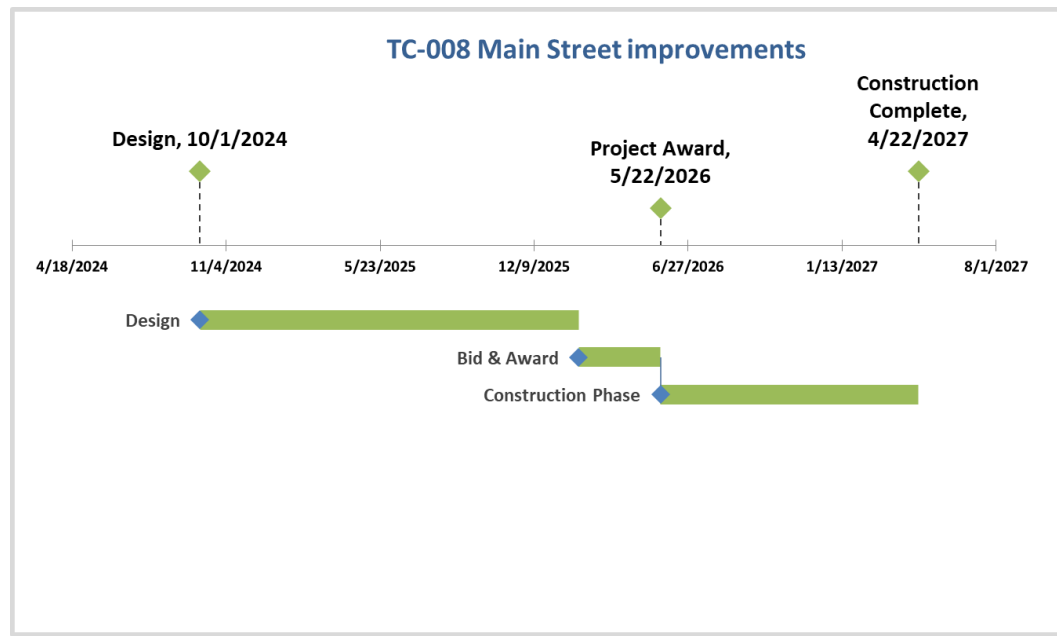 TC-008 Main Street improvements
Construction
Complete,
4/22/2027
Design, 10/1/2024
Project Award,
5/22/2026
4/18/2024 11/4/2024 5/23/2025 12/9/2025 6/27/2026 1/13/2027 8/1/2027
Design
Bid & Award
Construction Phase